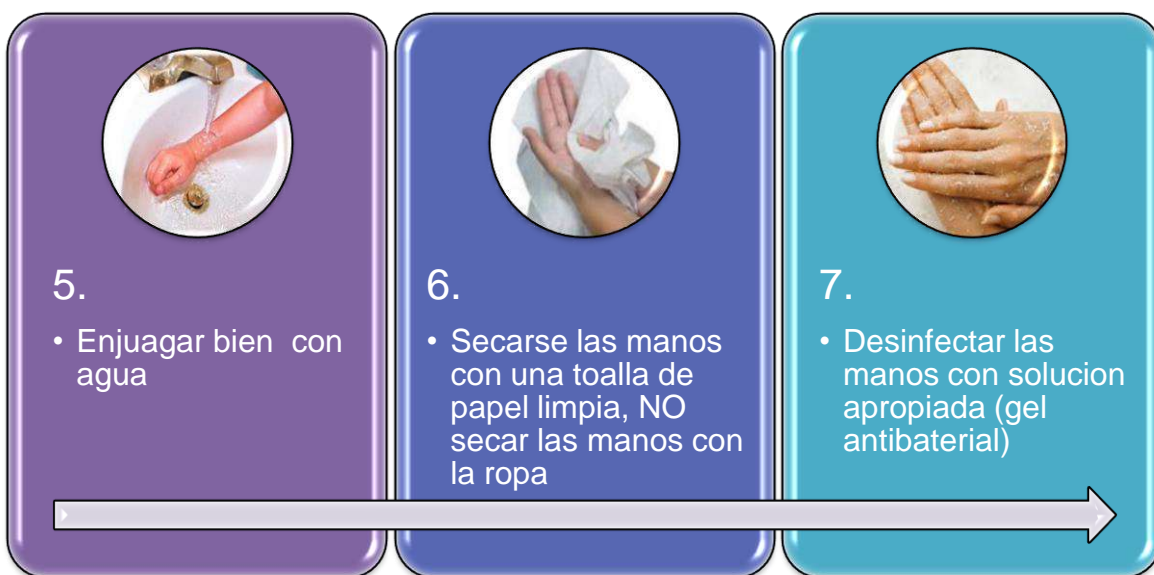 5.
• Enjuagar bien  con
agua
6.
• Secarse las manos
con una toalla de
papel limpia, NO
secar las manos con
la ropa
7.
• Desinfectar las
manos con solucion
apropiada (gel
antibaterial)